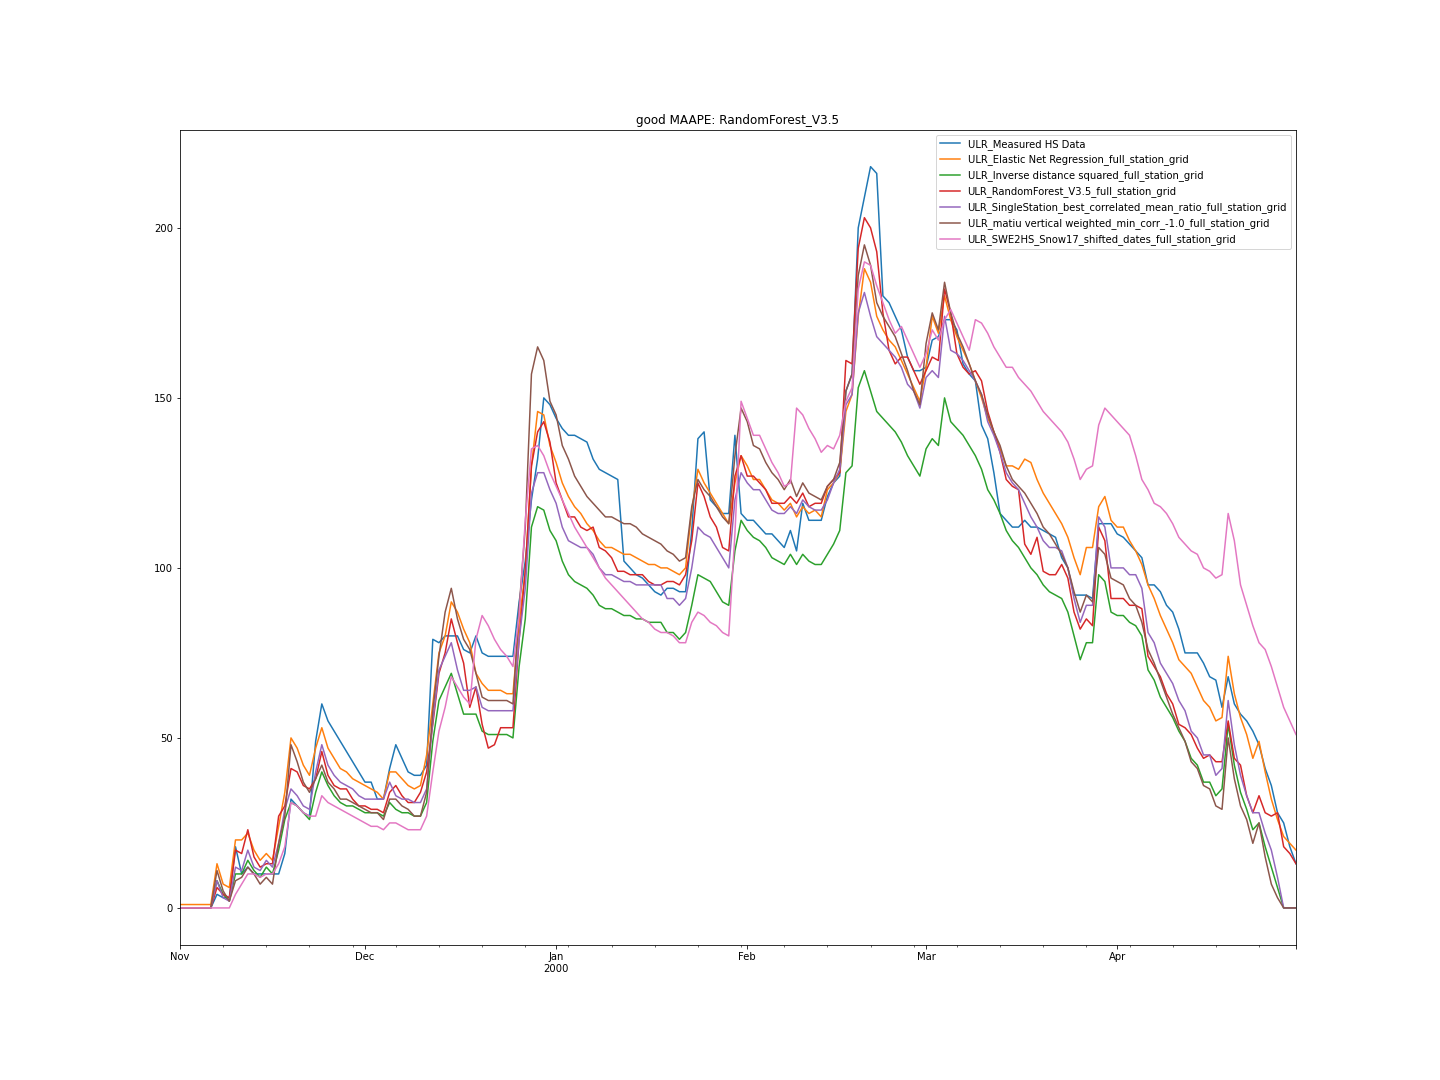 good MAAPE: RandomForest_V3.5
ULR_Measured HS Data
ULR_Elastic Net Regression_full_station_grid
ULR_Inverse distance squared_full_station_grid
ULR_RandomForest_V3.5_full_station_grid
ULR_SingleStation_best_correlated_mean_ratio_full_station_grid
ULR_matiu vertical weighted_min_corr_-1.0_full_station_grid
ULR_SWE2HS_Snow17_shifted_dates_full_station_grid
200
150
100
50
0
Nov Dec Jan Feb Mar Apr
2000